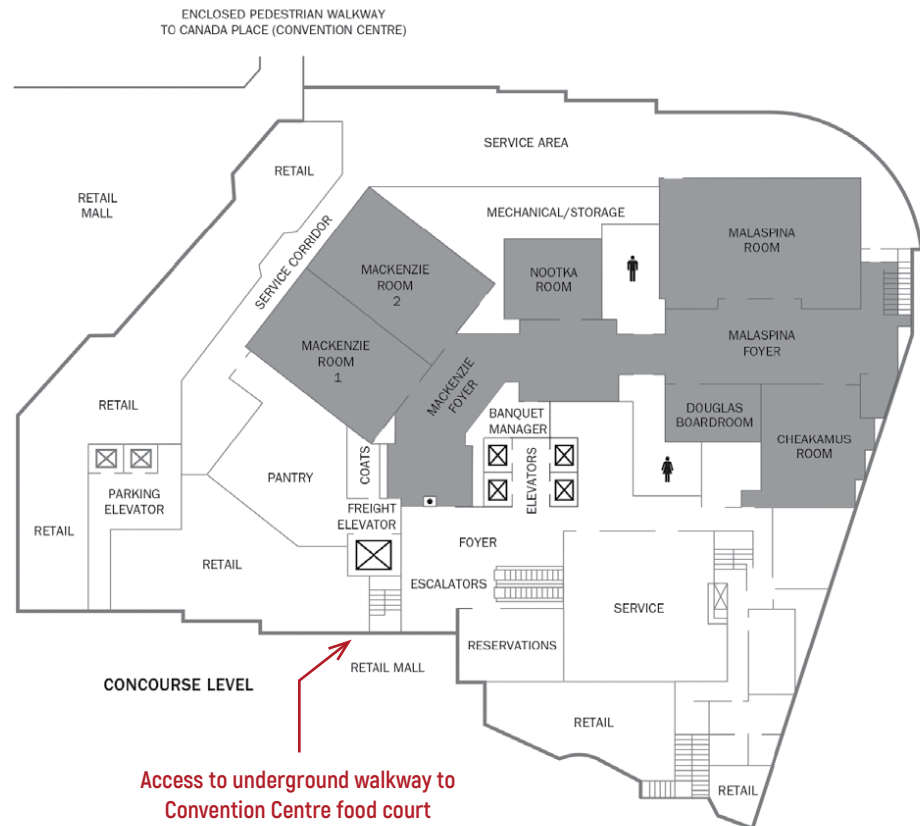 ENCLOSED PEDESTRIAN WALKWAY
TO CANADA PLACE (CONVENTION CENTRE)
SERVICE AREA
RETAIL
RETAIL
MALL
MECHANICAL/STORAGE
SERVICE CORRIDOR
MALASPINA
ROOM
NOOTKA
ROOM
MACKENZIE
ROOM
2
MACKENZIE
ROOM
1
MALASPINA
FOYER
MACKENZIE
FOYER
RETAIL
DOUGLAS
BOARDROOM
BANQUET
MANAGER
CHEAKAMUS
ROOM
COATS
ELEVATORS
PANTRY
PARKING
ELEVATOR
FREIGHT
ELEVATOR
RETAIL
FOYER
RETAIL
ESCALATORS
SERVICE
RESERVATIONS
RETAIL MALL
CONCOURSE LEVEL
RETAIL
RETAIL
Access to underground walkway to
Convention Centre food court